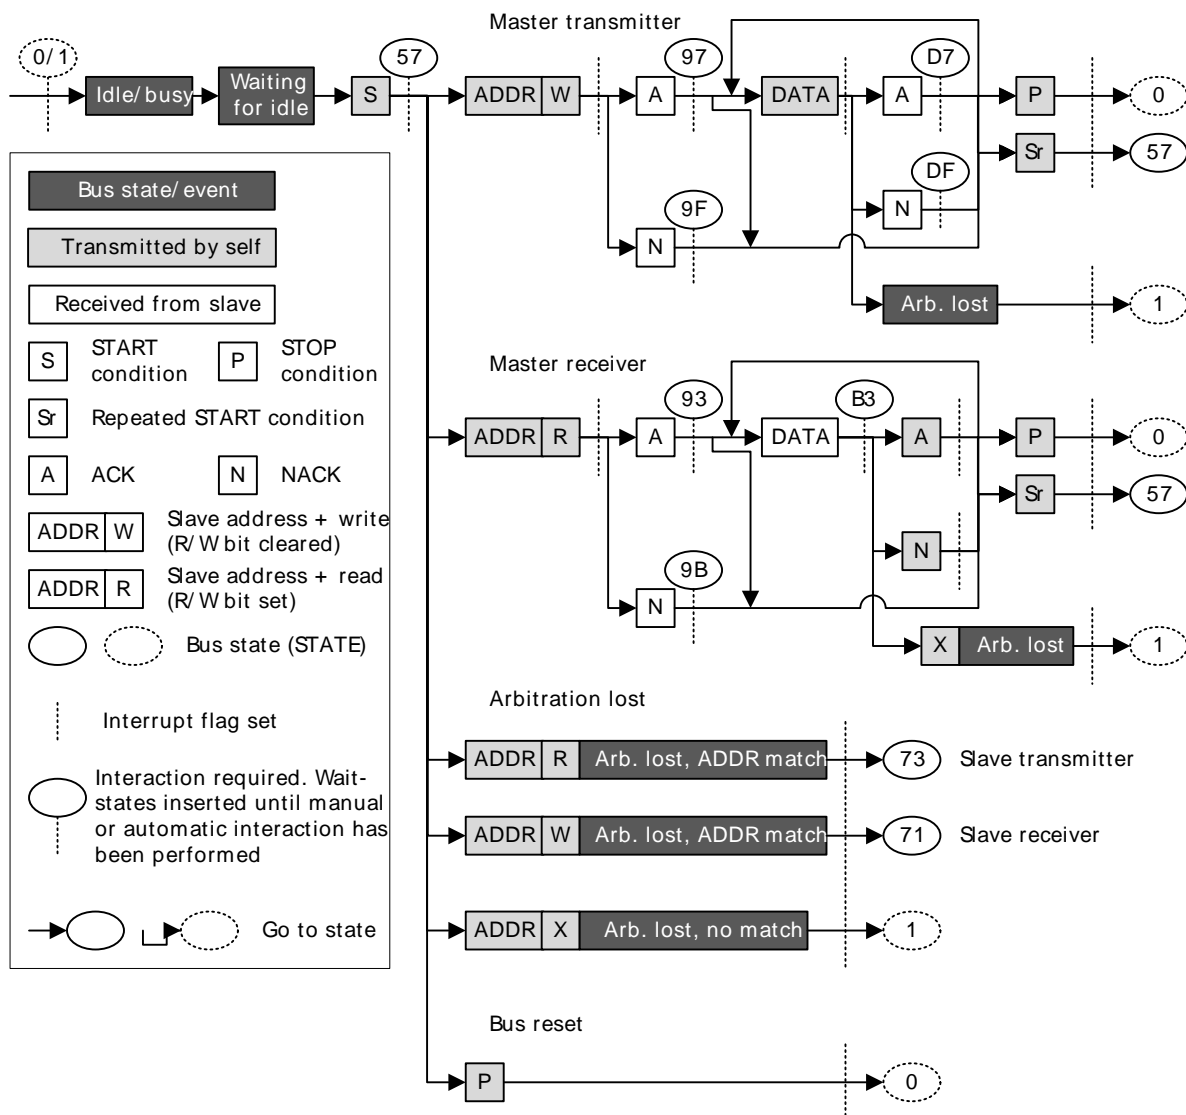 Master transmitter
0/1
57
97
D7
Idle/busy
Waiting
for idle
S
ADDR W
A
DATA
A
P
0
Sr
57
DF
N
9F
N
Arb. lost
1
Bus state/event
Transmitted by self
Received from slave
S
START
condition
P
STOP
condition
Sr
Repeated START condition
A
ACK
N
NACK
ADDR W
Slave address + write
(R/W bit cleared)
ADDR R
Slave address + read
(R/W bit set)
Bus state (STATE)
Interrupt flag set
Interaction required. Wait-
states inserted until manual
or automatic interaction has
been performed
Go to state
Master receiver
93
B3
ADDR R
A
DATA
A
P
0
Sr
57
N
9B
N
X Arb. lost
1
Arbitration lost
ADDR R Arb. lost, ADDR match
73
Slave transmitter
ADDR W Arb. lost, ADDR match
71
Slave receiver
ADDR X Arb. lost, no match
1
Bus reset
P
0